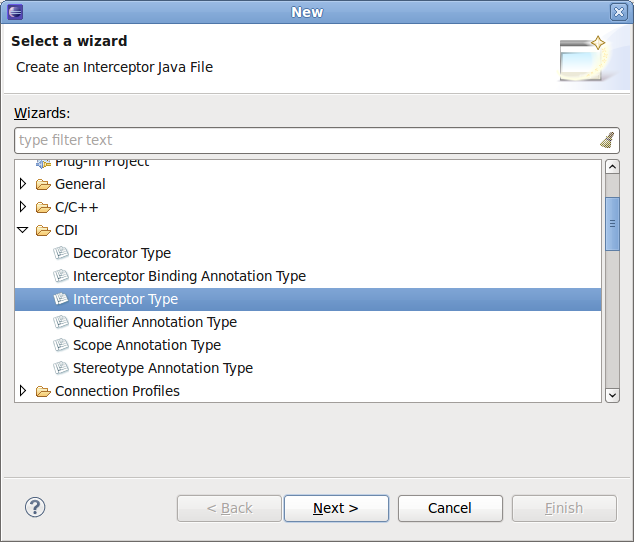 New
Select a wizard
Create an Interceptor Java File
Wizards:
type filter text
Plug-in Project
General
C/C++
CDI
Decorator Type
Interceptor Binding Annotation Type
Interceptor Type
Qualifier Annotation Type
Scope Annotation Type
Stereotype Annotation Type
Connection Profiles
?
< Back
Next >
Cancel
Finish